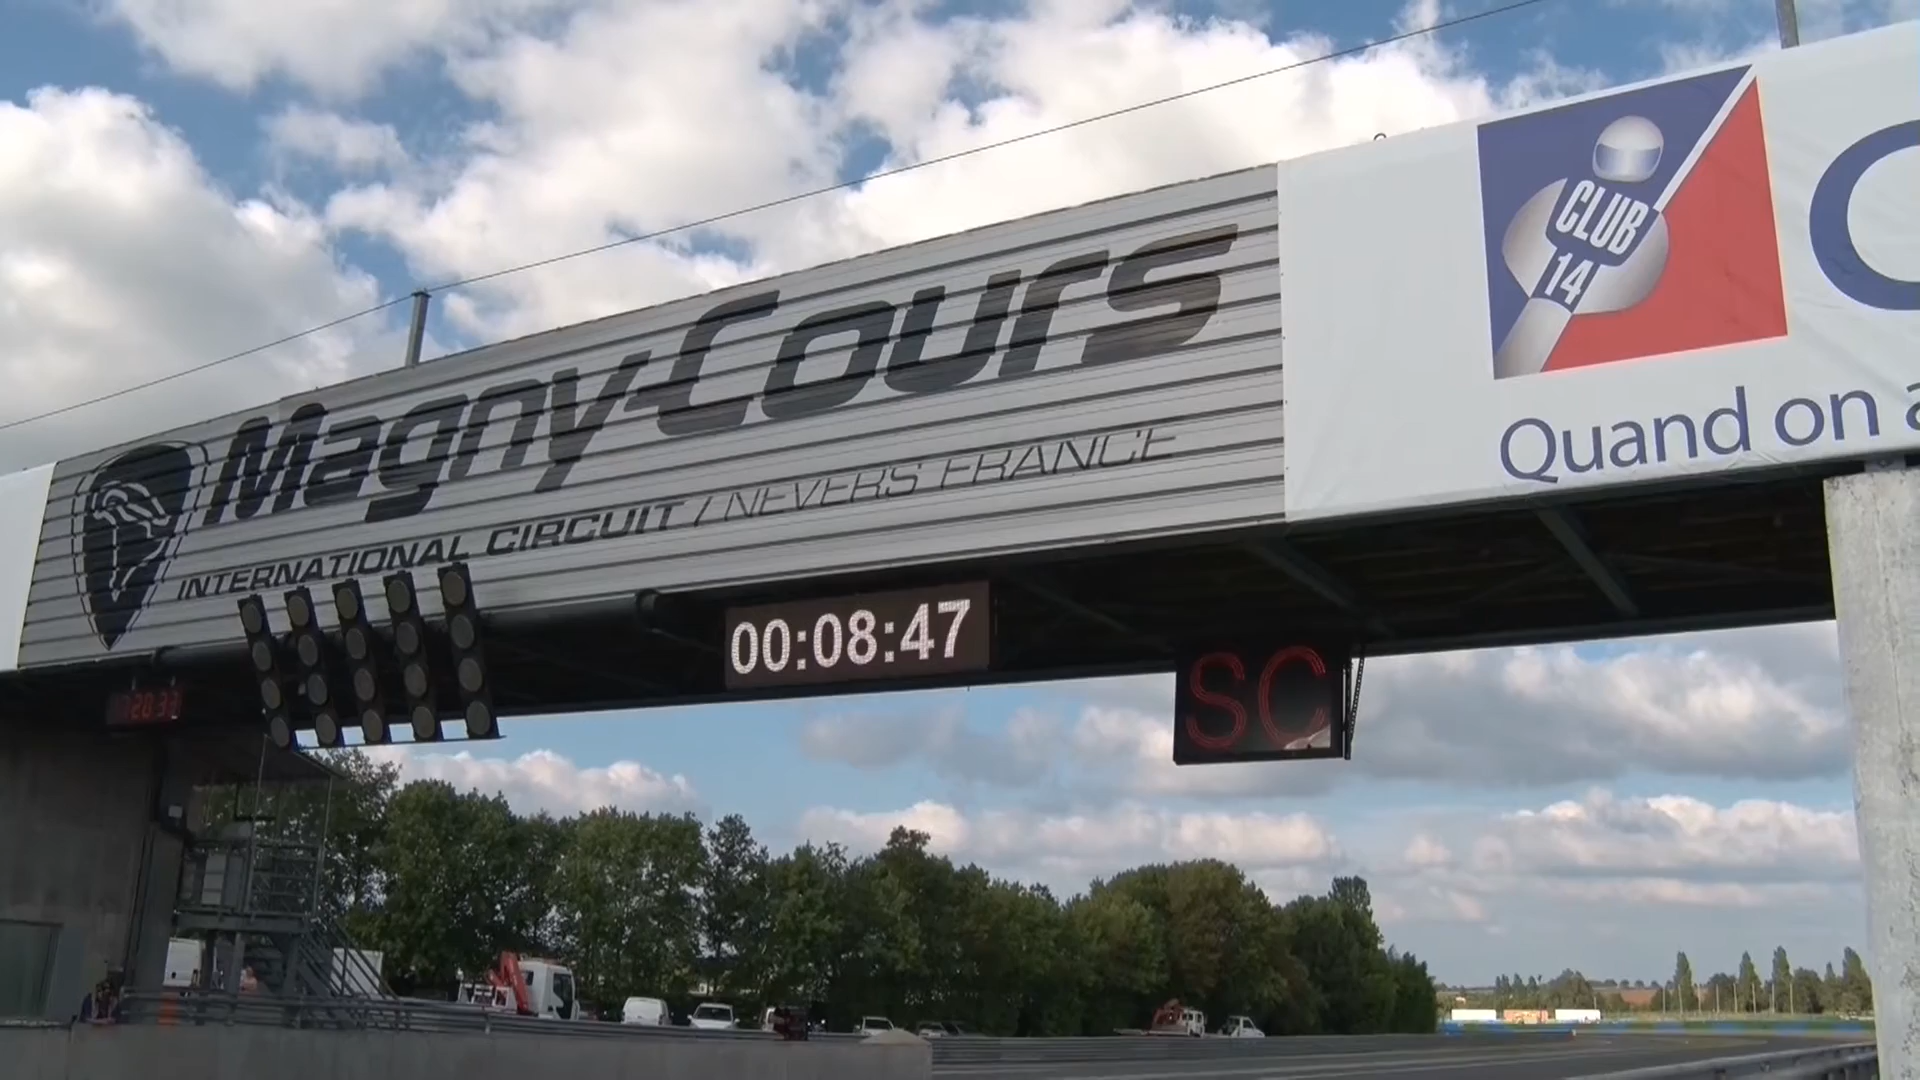 Magny-Cours
INTERNATIONAL CIRCUIT / NEVERS FRANCE
CLUB
14
Quand on
00:08:47
SC